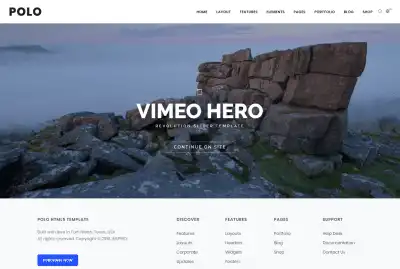 POLO
HOME LAYOUT FEATURES ELEMENTS PAGES PORTFOLIO BLOG SHOP
VIMEO HERO
REVOLUTION SLIDER TEMPLATE
CONTINUE ON SITE
POLO HTML5 TEMPLATE
Built with love in Fort Worth, Texas, USA
All rights reserved. Copyright © 2019. INSPIRO.
PURCHASE NOW
DISCOVER
Features
Layouts
Corporate
Updates
FEATURES
Layouts
Headers
Widgets
Footers
PAGES
Portfolio
Blog
Shop
SUPPORT
Help Desk
Documentation
Contact Us